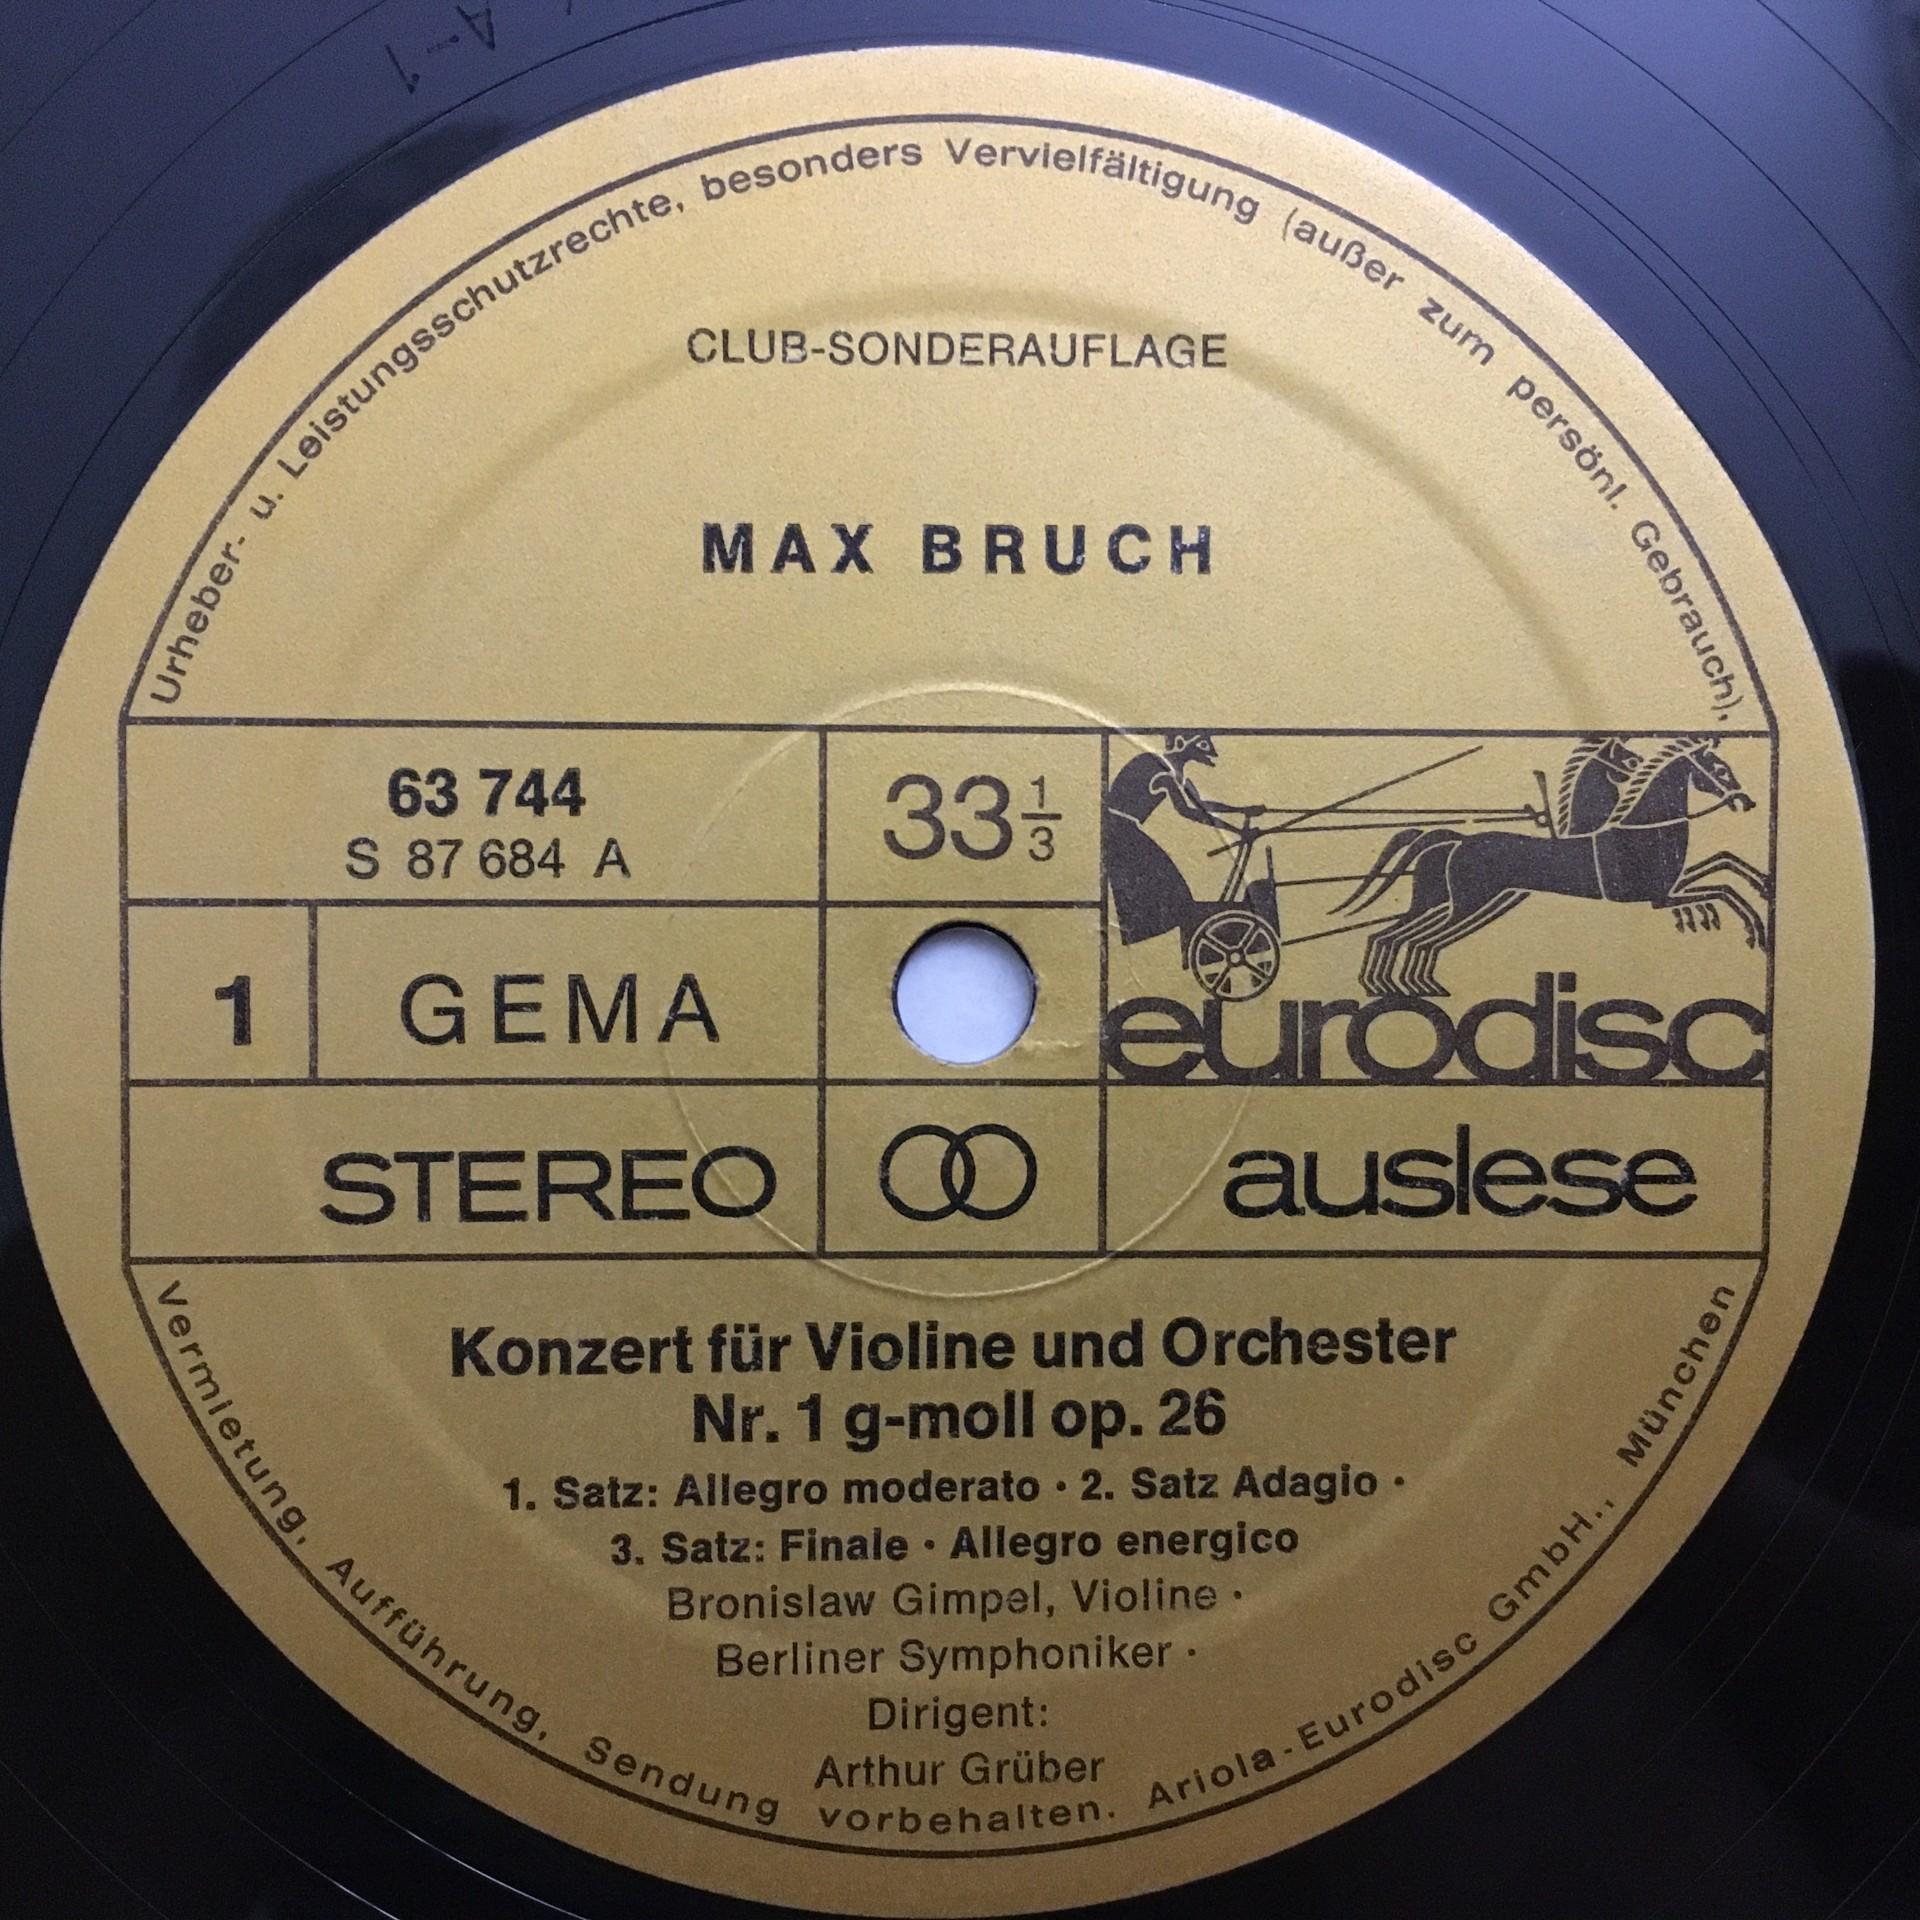 A-1
Urheber- u. Leistungsschutzrechte, besonders Vervielfältigung (außer zum persönl. Gebrauch),
CLUB-SONDERAUFLAGE
MAX BRUCH
63 744
S 87 684 A
33 1/3
1
GEMA
eurodisc
STEREO
auslese
Konzert für Violine und Orchester
Nr. 1 g-moll op. 26
1. Satz: Allegro moderato · 2. Satz Adagio ·
3. Satz: Finale · Allegro energico
Bronislaw Gimpel, Violine ·
Berliner Symphoniker ·
Dirigent:
Arthur Grüber
Vermietung, Aufführung, Sendung vorbehalten. Ariola-Eurodisc GmbH., München